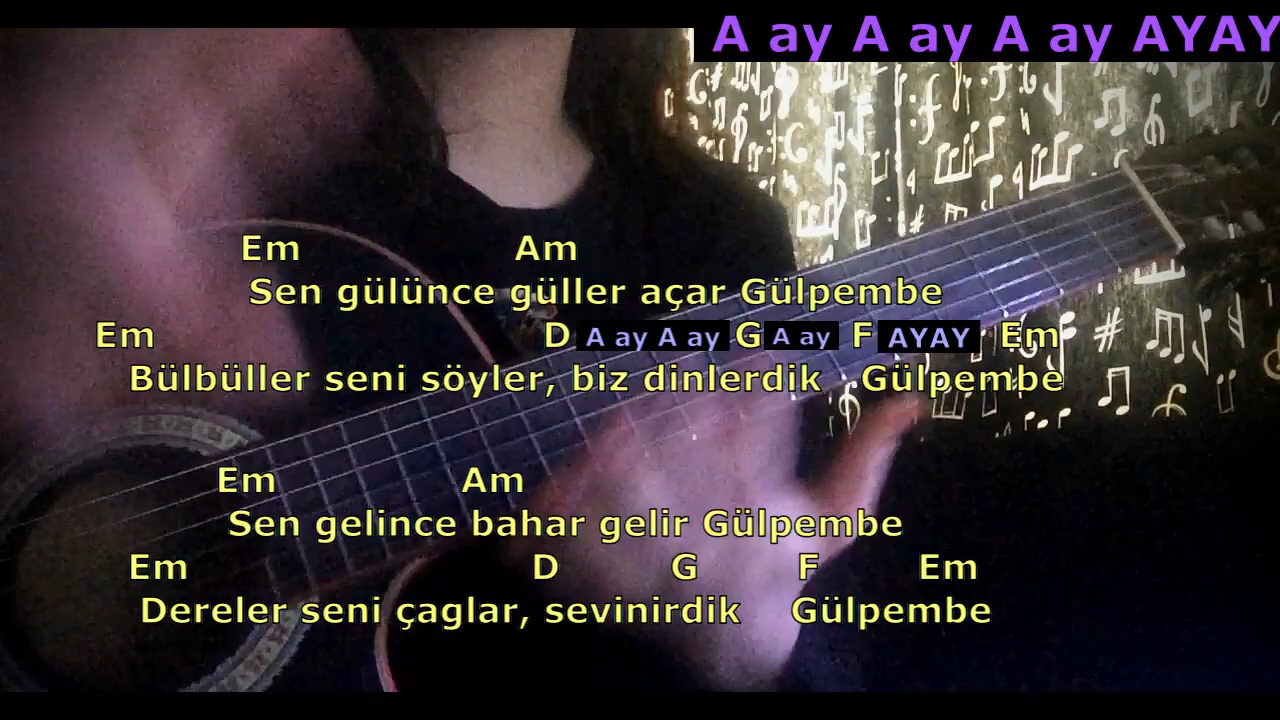 A ay A ay A ay AYAY
Em Am
Sen gülünce güller açar Gülpembe
Em D A ay A ay G A ay F AYAY Em
Bülbüller seni söyler, biz dinlerdik Gülpembe
Em Am
Sen gelince bahar gelir Gülpembe
Em D G F Em
Dereler seni çaglar, sevinirdik Gülpembe